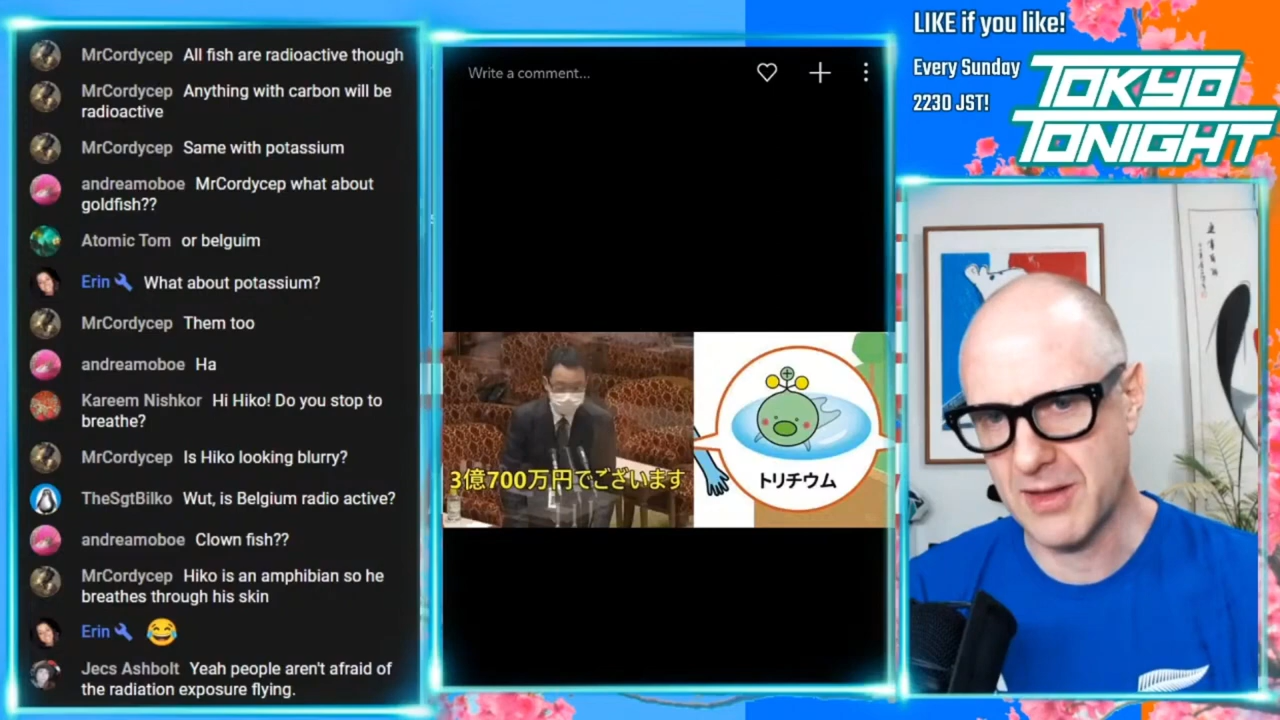 MrCordycep All fish are radioactive though
MrCordycep Anything with carbon will be
radioactive
MrCordycep Same with potassium
andreamoboe MrCordycep what about
goldfish??
Atomic Tom or belguim
Erin What about potassium?
MrCordycep Them too
andreamoboe Ha
Kareem Nishkor Hi Hiko! Do you stop to
breathe?
MrCordycep Is Hiko looking blurry?
TheSgtBilko Wut, is Belgium radio active?
andreamoboe Clown fish??
MrCordycep Hiko is an amphibian so he
breathes through his skin
Erin 😂
Jecs Ashbolt Yeah people aren't afraid of
the radiation exposure flying.
Write a comment...
3億700万円でございます
トリチウム
LIKE if you like!
Every Sunday
2230 JST!
TOKYO
TONIGHT